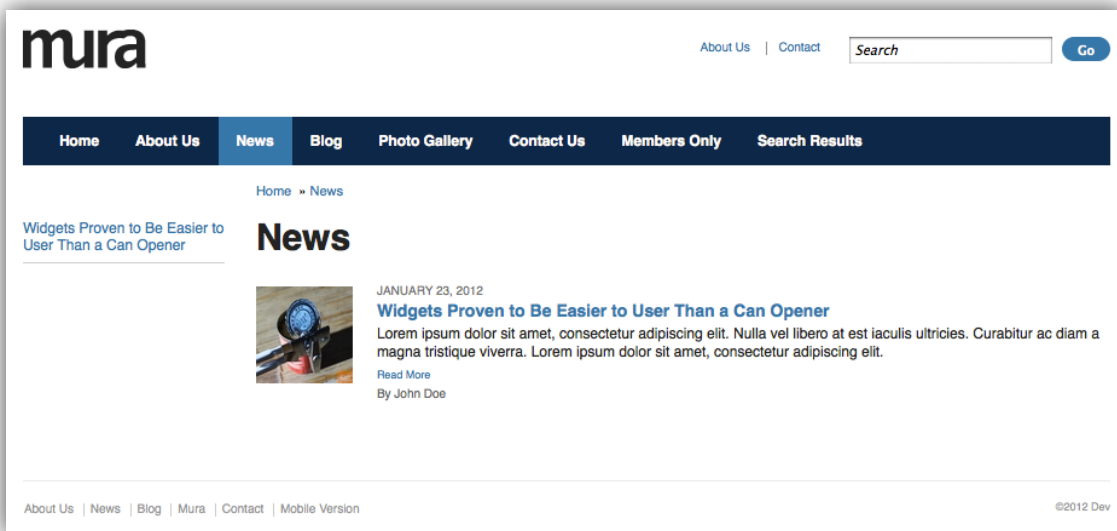 mura
About Us | Contact
Search
Go
Home About Us News Blog Photo Gallery Contact Us Members Only Search Results
Home » News
Widgets Proven to Be Easier to
User Than a Can Opener
News
JANUARY 23, 2012
Widgets Proven to Be Easier to User Than a Can Opener
Lorem ipsum dolor sit amet, consectetur adipiscing elit. Nulla vel libero at est iaculis ultricies. Curabitur ac diam a
magna tristique viverra. Lorem ipsum dolor sit amet, consectetur adipiscing elit.
Read More
By John Doe
About Us | News | Blog | Mura | Contact | Mobile Version
©2012 Dev